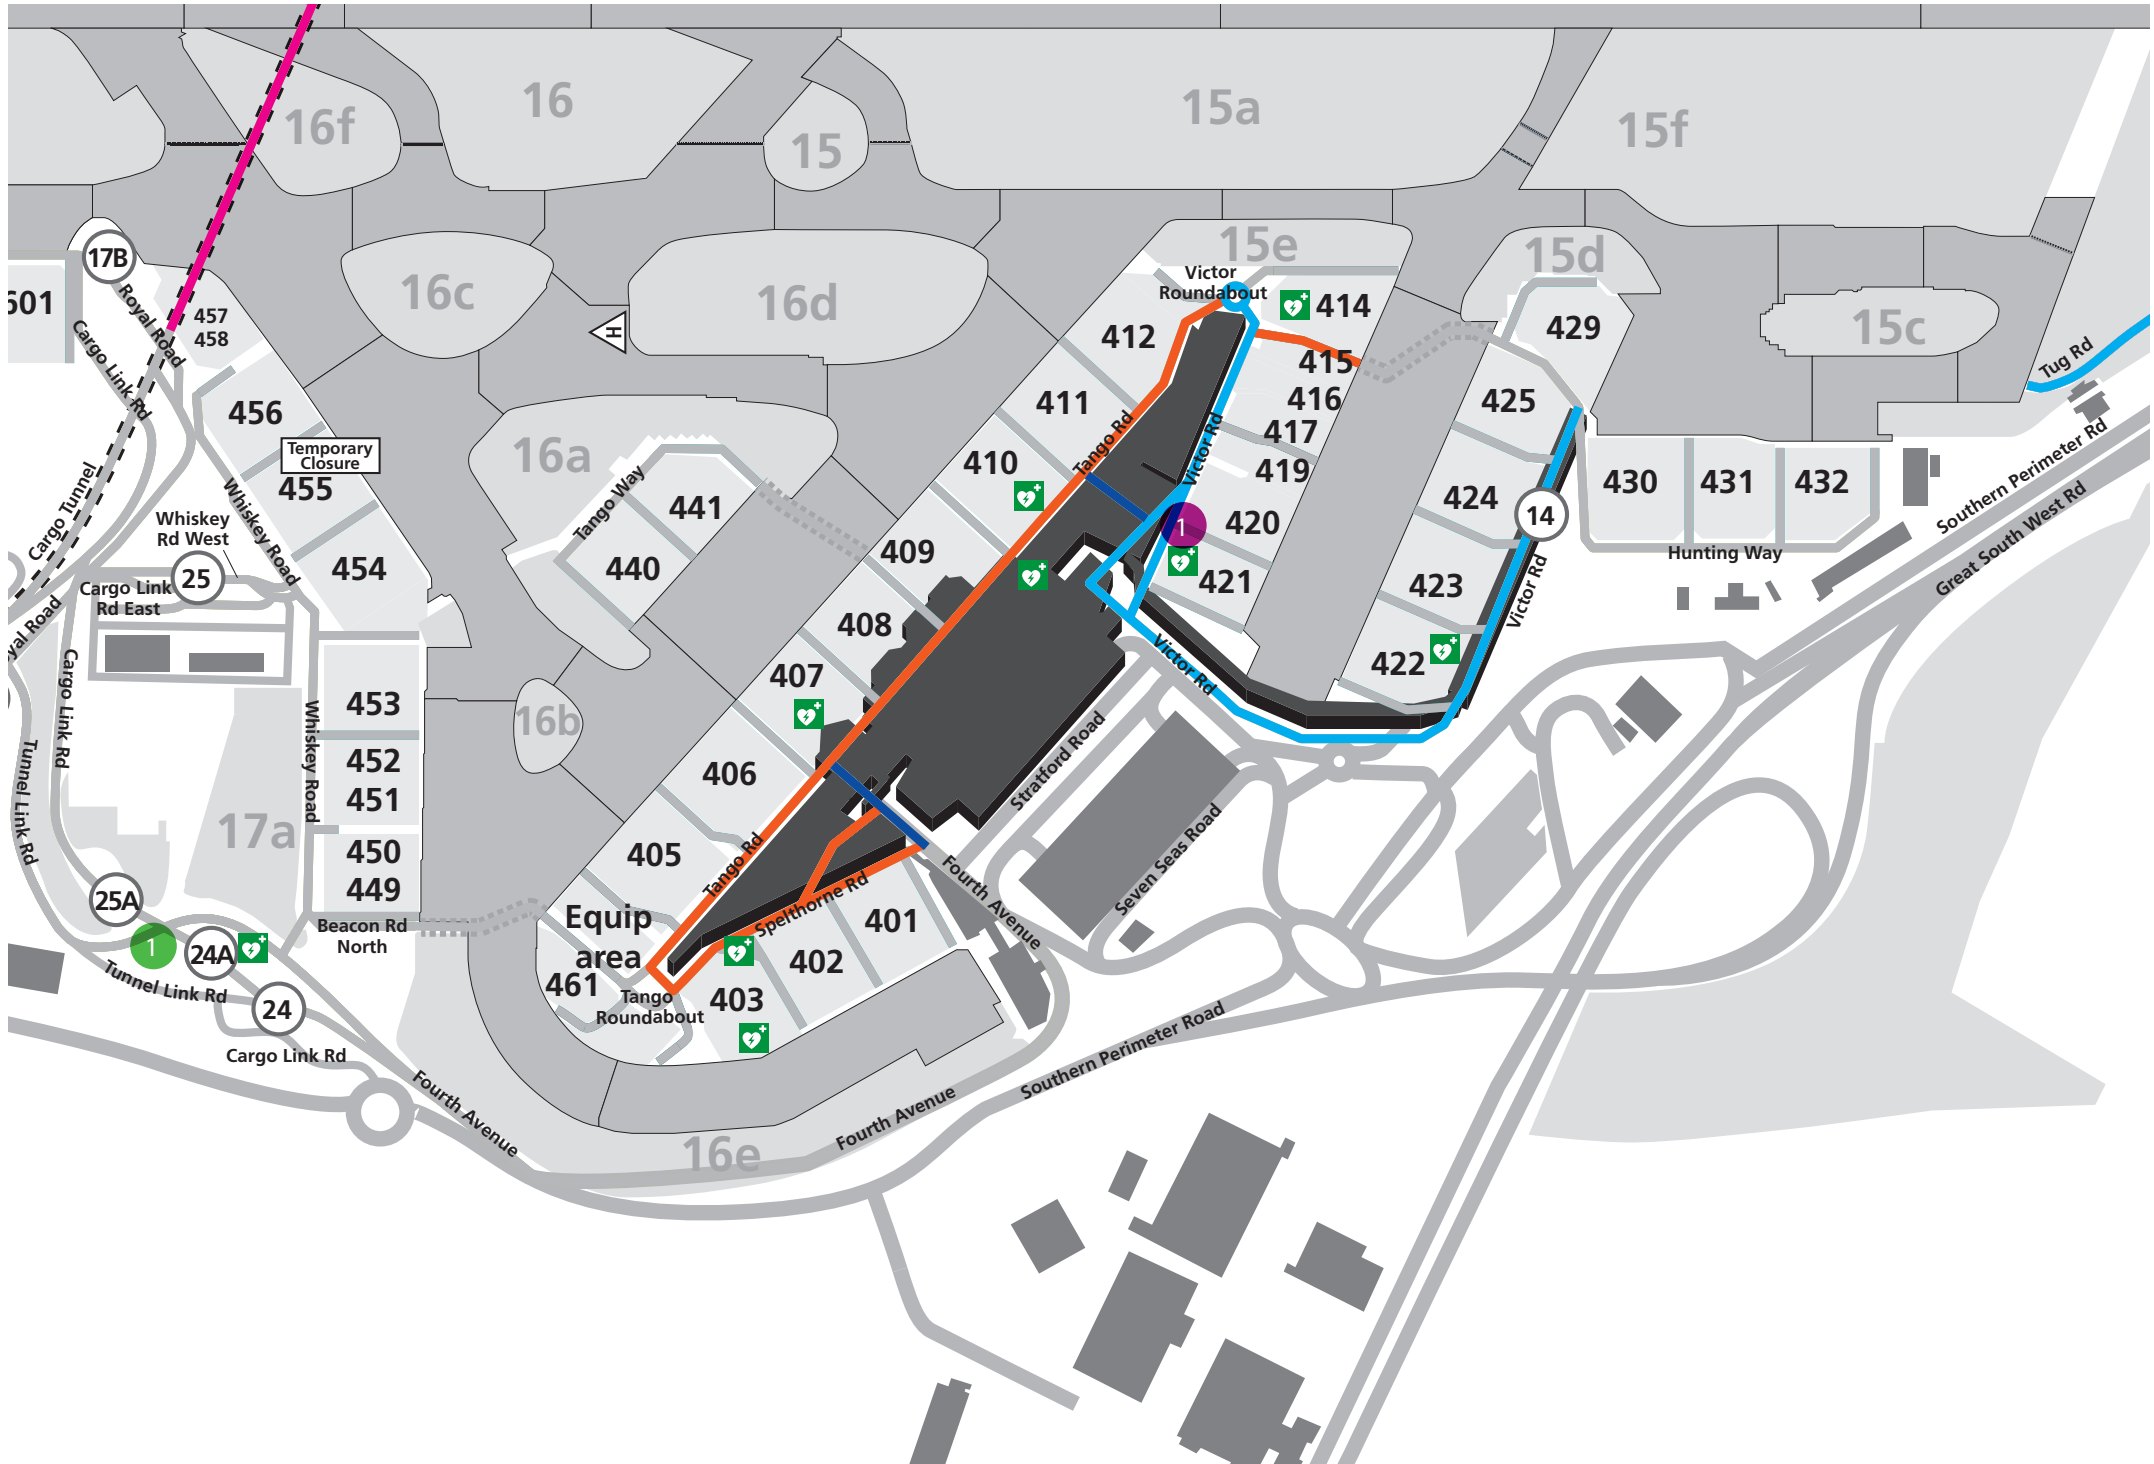 16f
16
15
15a
15f
15e
15d
15c
16c
16d
16a
16b
17a
16e
17B
601
Royal Road
Cargo Link Rd
457
458
456
Temporary
Closure
455
454
Cargo Tunnel
Whiskey Road
Whiskey
Rd West
25
Cargo Link
Rd East
Cargo Link Rd
Tunnel Link Rd
453
452
451
450
449
Whiskey Road
Beacon Rd
North
25A
1
24A
Tunnel Link Rd
24
Cargo Link Rd
Fourth Avenue
H
Tango Way
441
440
Victor
Roundabout
414
412
415
411
416
417
410
419
409
420
1
421
408
407
406
405
Tango Rd
Victor Rd
Victor Rd
Tango Rd
Equip
area
461
Tango
Roundabout
403
402
401
Spelthorne Rd
Fourth Avenue
Stratford Road
Seven Seas Road
429
425
424
14
423
422
Victor Rd
430
431
432
Hunting Way
Tug Rd
Southern Perimeter Rd
Great South West Rd
Southern Perimeter Road
Fourth Avenue